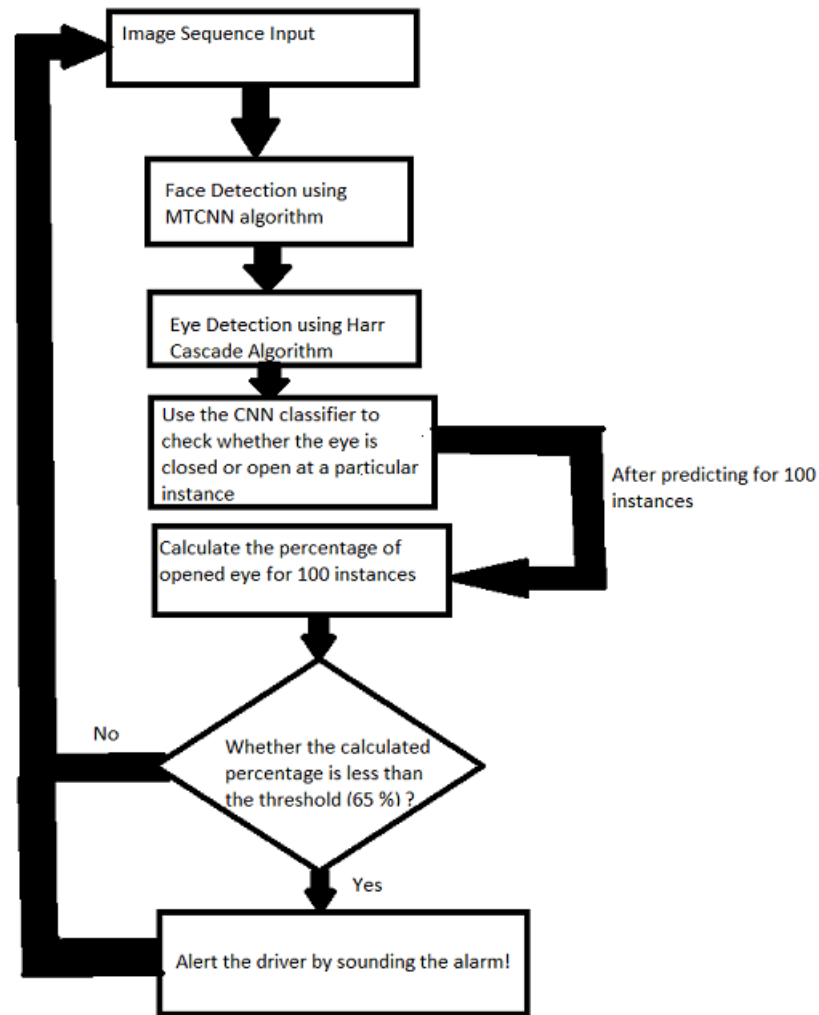 Image Sequence Input
Face Detection using
MTCNN algorithm
Eye Detection using Harr
Cascade Algorithm
Use the CNN classifier to
check whether the eye is
closed or open at a particular
instance
After predicting for 100
instances
Calculate the percentage of
opened eye for 100 instances
No
Whether the calculated
percentage is less than
the threshold (65 %) ?
Yes
Alert the driver by sounding the alarm!